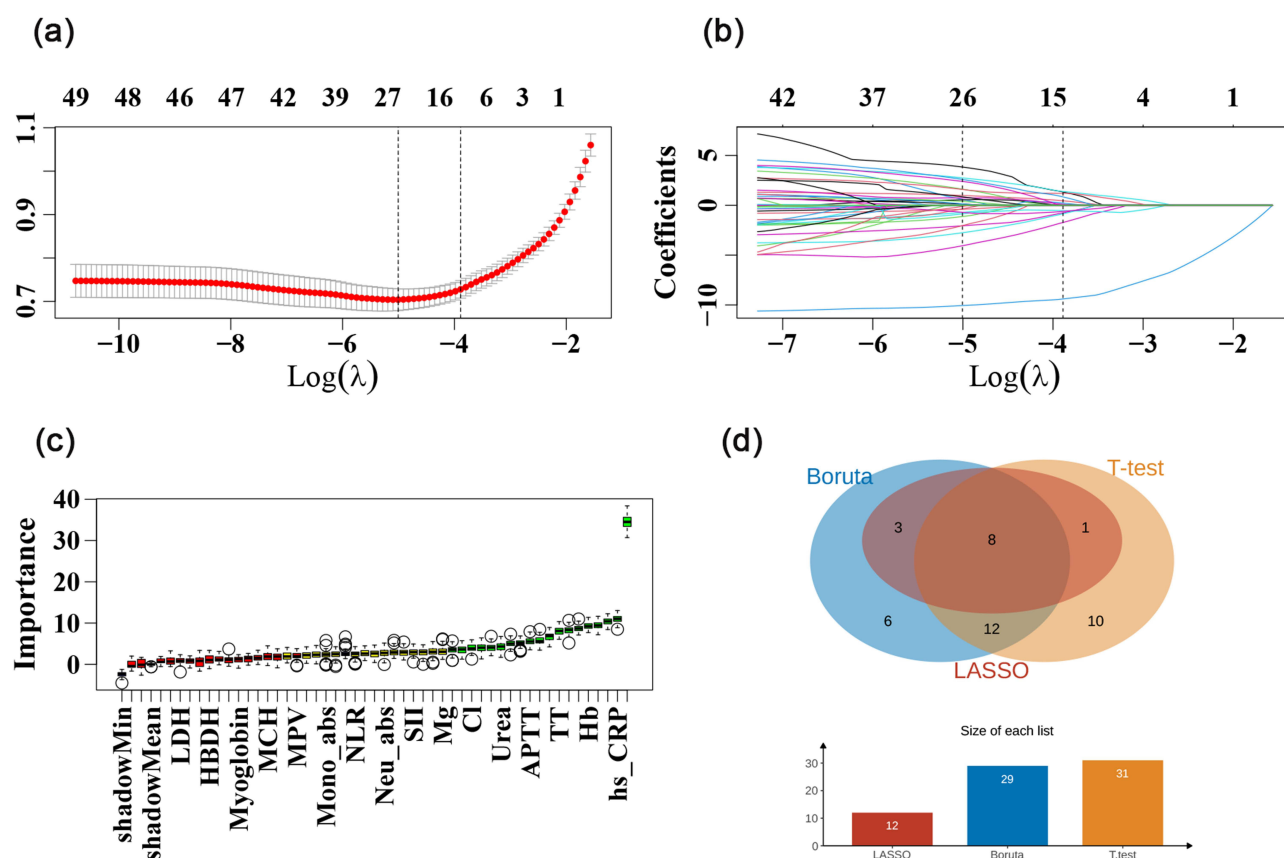 (a)
49 48 46 47 42 39 27 16 6 3 1
1.1
0.9
0.7
−10 −8 −6 −4 −2
Log(λ)
(b)
42 37 26 15 4 1
Coefficients
5
0
−10
−7 −6 −5 −4 −3 −2
Log(λ)
(c)
Importance
40
30
20
10
0
shadowMin
shadowMean
LDH
HBDH
Myoglobin
MCH
MPV
Mono_abs
NLR
Neu_abs
SII
Mg
Cl
Urea
APTT
TT
Hb
hs_CRP
(d)
Boruta
T-test
3 8 1
6 12 10
LASSO
Size of each list
30
20
10
0
12 29 31
LASSO Boruta T.test